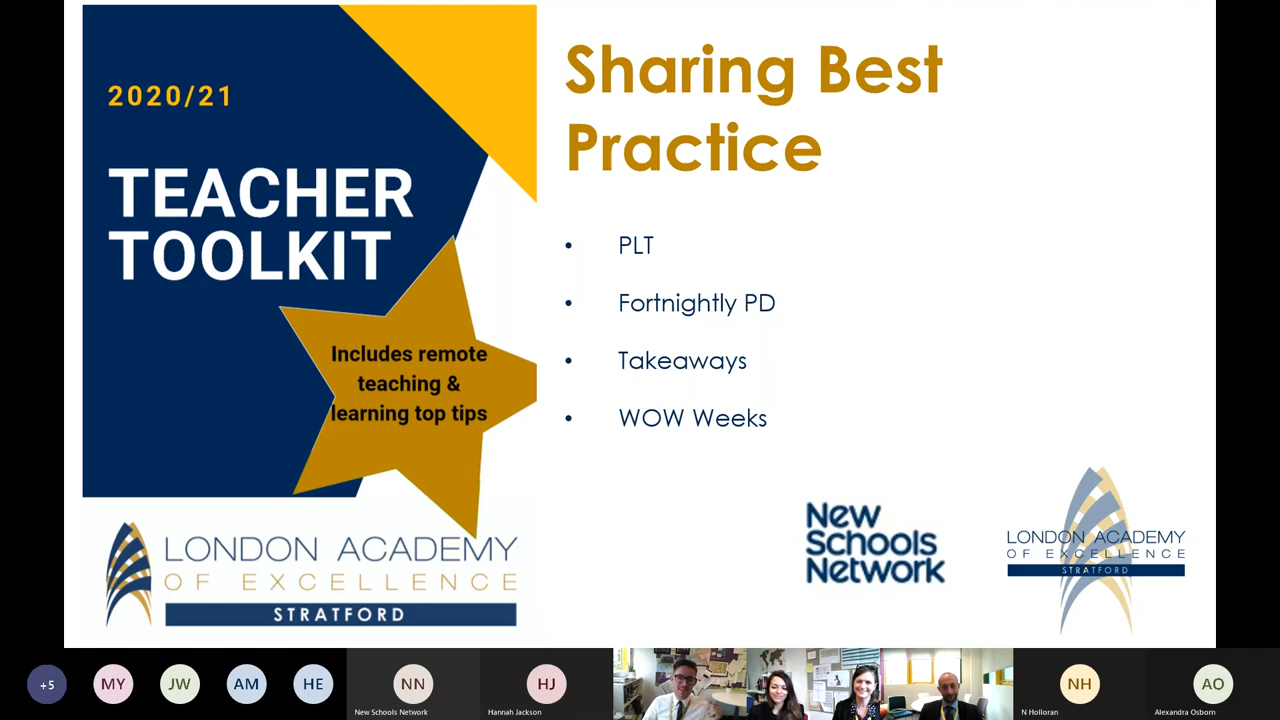 2020/21
TEACHER
TOOLKIT
Includes remote
teaching &
learning top tips
LONDON ACADEMY
OF EXCELLENCE
STRATFORD
Sharing Best
Practice
• PLT
• Fortnightly PD
• Takeaways
• WOW Weeks
New
Schools
Network
LONDON ACADEMY
OF EXCELLENCE
STRATFORD
+5
MY
JW
AM
HE
NN
New Schools Network
HJ
Hannah Jackson
NH
N Holloran
AO
Alexandra Osborn